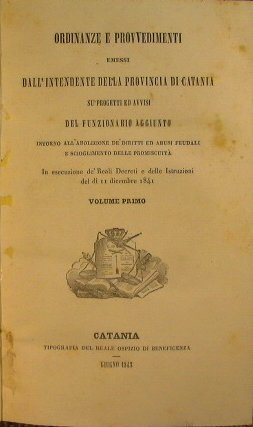 ORDINANZE E PROVVEDIMENTI
EMESSI
DALL'INTENDENTE DELLA PROVINCIA DI CATANIA
SU' PROGETTI ED AVVISI
DEL FUNZIONARIO AGGIUNTO
INTORNO ALL'ABOLIZIONE DE' DRITTI ED ABUSI FEUDALI
E SCIOGLIMENTO DELLE PROMISCUITÀ
In esecuzione de' Reali Decreti e delle Istruzioni
del dì 11 dicembre 1841
VOLUME PRIMO
CATANIA
TIPOGRAFIA DEL REALE OSPIZIO DI BENEFICENZA
GIUGNO 1843